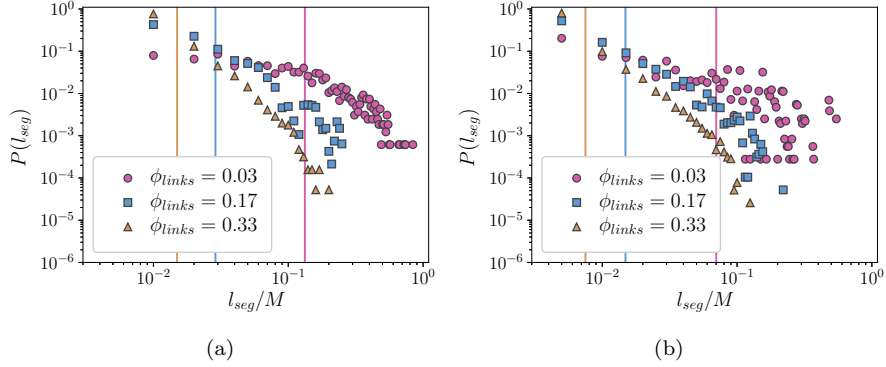 10^0
10^-1
10^-2
10^-3
10^-4
10^-5
10^-6
P(l_seg)
ϕ_links = 0.03
ϕ_links = 0.17
ϕ_links = 0.33
10^-2
10^-1
10^0
l_seg/M
(a)
10^0
10^-1
10^-2
10^-3
10^-4
10^-5
10^-6
P(l_seg)
ϕ_links = 0.03
ϕ_links = 0.17
ϕ_links = 0.33
10^-2
10^-1
10^0
l_seg/M
(b)